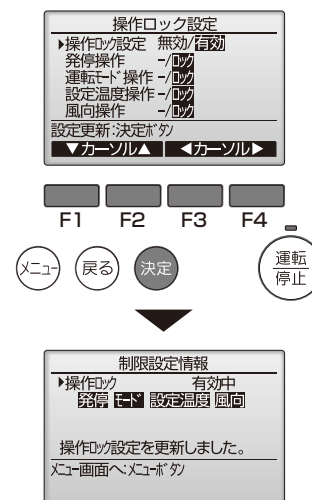 操作ロック設定
▶操作ロック設定 無効/有効
発停操作 -/ロック
運転モード操作 -/ロック
設定温度操作 -/ロック
風向操作 -/ロック
設定更新:決定ボタン
▼カーソル▲ ◀カーソル▶
F1 F2 F3 F4
メニュー 戻る 決定 運転
停止
制限設定情報
▶操作ロック 有効中
発停 モード 設定温度 風向
操作ロック設定を更新しました。
メニュー画面へ:メニューボタン